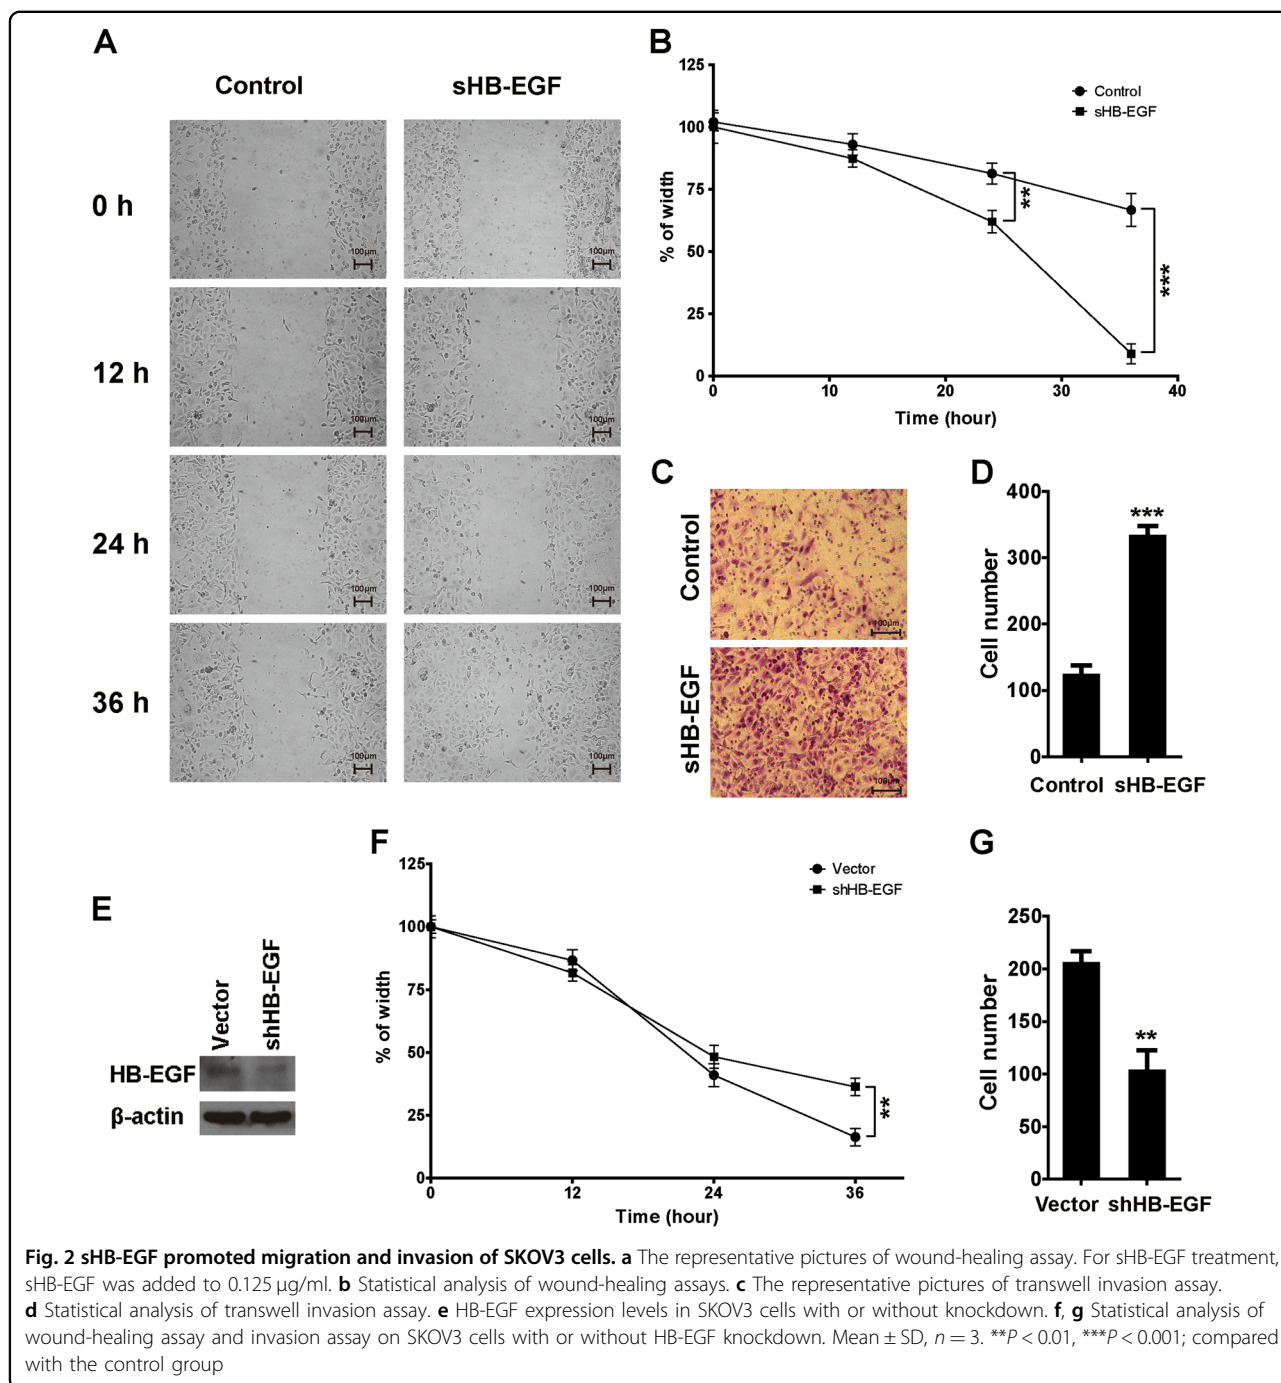 A
Control
sHB-EGF
0 h
100µm
100µm
12 h
100µm
100µm
24 h
100µm
100µm
36 h
100µm
100µm
B
125
100
75
50
25
0
% of width
0
10
20
30
40
Time (hour)
Control
sHB-EGF
**
***
C
Control
100µm
sHB-EGF
100µm
D
400
300
200
100
0
Cell number
***
Control sHB-EGF
E
Vector
shHB-EGF
HB-EGF
β-actin
F
125
100
75
50
25
0
% of width
0
12
24
36
Time (hour)
Vector
shHB-EGF
**
G
250
200
150
100
50
0
Cell number
**
Vector shHB-EGF
Fig. 2 sHB-EGF promoted migration and invasion of SKOV3 cells. a The representative pictures of wound-healing assay. For sHB-EGF treatment,
sHB-EGF was added to 0.125 µg/ml. b Statistical analysis of wound-healing assays. c The representative pictures of transwell invasion assay.
d Statistical analysis of transwell invasion assay. e HB-EGF expression levels in SKOV3 cells with or without knockdown. f, g Statistical analysis of
wound-healing assay and invasion assay on SKOV3 cells with or without HB-EGF knockdown. Mean ± SD, n = 3. **P < 0.01, ***P < 0.001; compared
with the control group